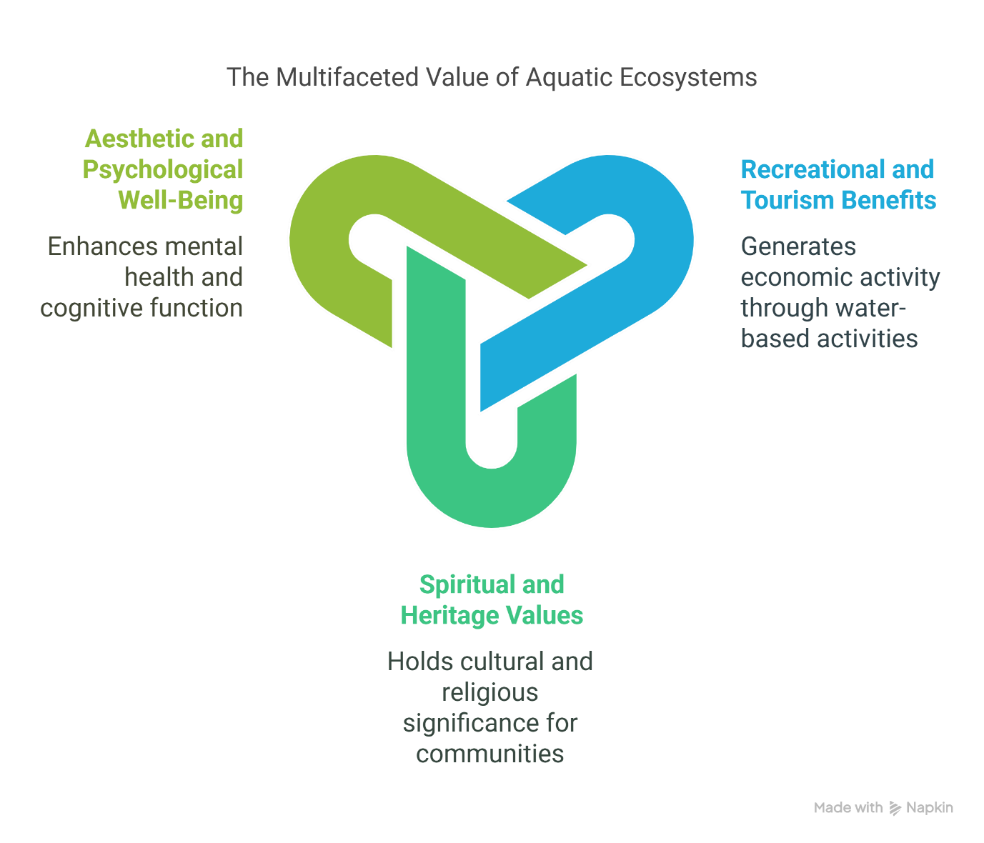 The Multifaceted Value of Aquatic Ecosystems
Aesthetic and
Psychological
Well-Being
Enhances mental
health and
cognitive function
Recreational and
Tourism Benefits
Generates
economic activity
through water-
based activities
Spiritual and
Heritage Values
Holds cultural and
religious
significance for
communities
Made with Napkin